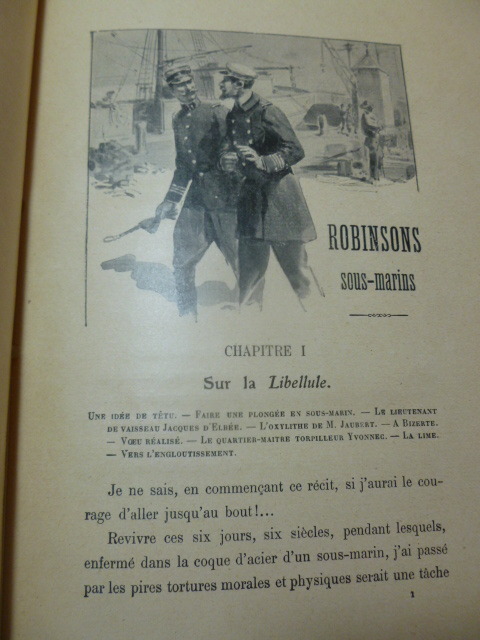 ROBINSONS
sous-marins
CHAPITRE I
Sur la Libellule.
UNE IDÉE DE TÊTU. — FAIRE UNE PLONGÉE EN SOUS-MARIN. — LE LIEUTENANT
DE VAISSEAU JACQUES D'ELBÉE. — L'OXYLITHE DE M. JAUBERT. — A BIZERTE.
— VŒU RÉALISÉ. — LE QUARTIER-MAITRE TORPILLEUR YVONNEC. — LA LIME.
— VERS L'ENGLOUTISSEMENT.
Je ne sais, en commençant ce récit, si j'aurai le cou-
rage d'aller jusqu'au bout!...
Revivre ces six jours, six siècles, pendant lesquels,
enfermé dans la coque d'acier d'un sous-marin, j'ai passé
par les pires tortures morales et physiques serait une tâche
1